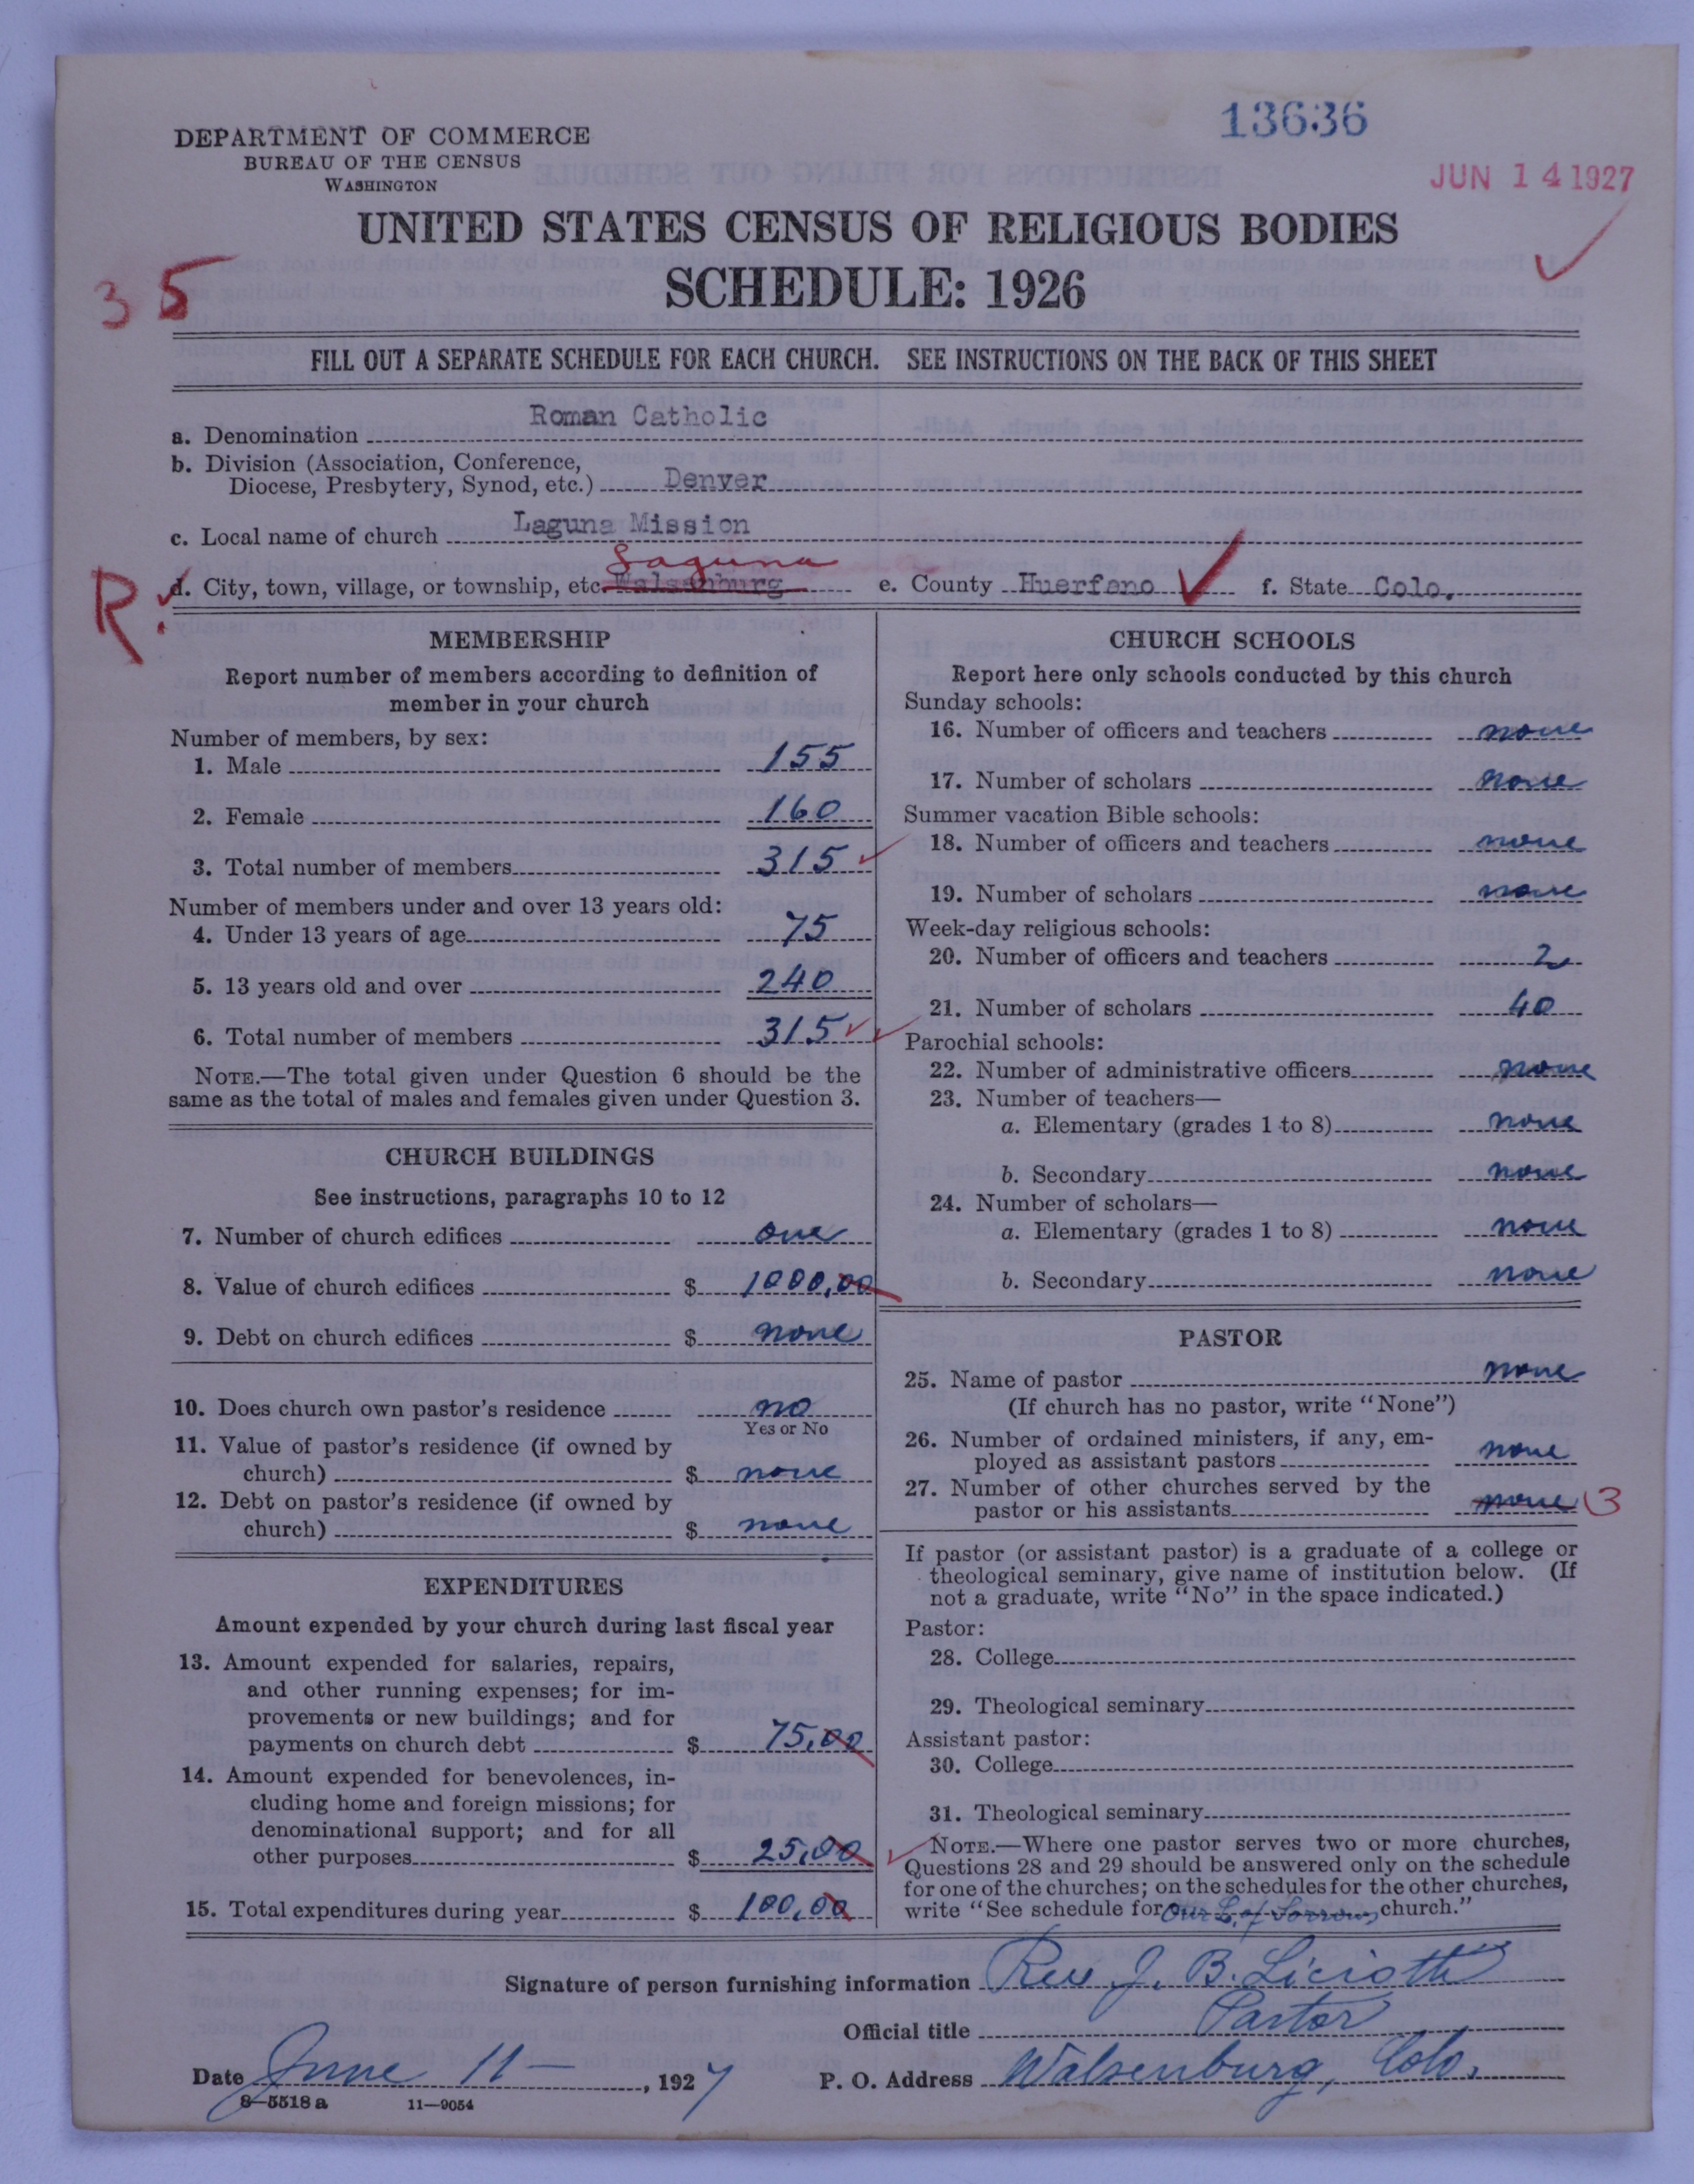 13636
DEPARTMENT OF COMMERCE
BUREAU OF THE CENSUS
WASHINGTON
JUN 14 1927
UNITED STATES CENSUS OF RELIGIOUS BODIES
SCHEDULE: 1926
35
FILL OUT A SEPARATE SCHEDULE FOR EACH CHURCH. SEE INSTRUCTIONS ON THE BACK OF THIS SHEET
a. Denomination Roman Catholic
b. Division (Association, Conference,
Diocese, Presbytery, Synod, etc.) Denver
c. Local name of church Laguna Mission
Laguna
R. d. City, town, village, or township, etc. Walsenburg e. County Huerfano f. State Colo.
MEMBERSHIP
Report number of members according to definition of
member in your church
Number of members, by sex:
1. Male 155
2. Female 160
3. Total number of members 315
Number of members under and over 13 years old:
4. Under 13 years of age 75
5. 13 years old and over 240
6. Total number of members 315
NOTE.—The total given under Question 6 should be the
same as the total of males and females given under Question 3.
CHURCH BUILDINGS
See instructions, paragraphs 10 to 12
7. Number of church edifices one
8. Value of church edifices $ 1000,00
9. Debt on church edifices $ none
10. Does church own pastor's residence no
Yes or No
11. Value of pastor's residence (if owned by
church) $ none
12. Debt on pastor's residence (if owned by
church) $ none
EXPENDITURES
Amount expended by your church during last fiscal year
13. Amount expended for salaries, repairs,
and other running expenses; for im-
provements or new buildings; and for
payments on church debt $ 75,00
14. Amount expended for benevolences, in-
cluding home and foreign missions; for
denominational support; and for all
other purposes $ 25,00
15. Total expenditures during year $ 100,00
CHURCH SCHOOLS
Report here only schools conducted by this church
Sunday schools:
16. Number of officers and teachers none
17. Number of scholars none
Summer vacation Bible schools:
18. Number of officers and teachers none
19. Number of scholars none
Week-day religious schools:
20. Number of officers and teachers 2
21. Number of scholars 40
Parochial schools:
22. Number of administrative officers none
23. Number of teachers—
a. Elementary (grades 1 to 8) none
b. Secondary none
24. Number of scholars—
a. Elementary (grades 1 to 8) none
b. Secondary none
PASTOR
25. Name of pastor none
(If church has no pastor, write "None")
26. Number of ordained ministers, if any, em-
ployed as assistant pastors none
27. Number of other churches served by the
pastor or his assistants none 3
If pastor (or assistant pastor) is a graduate of a college or
theological seminary, give name of institution below. (If
not a graduate, write "No" in the space indicated.)
Pastor:
28. College
29. Theological seminary
Assistant pastor:
30. College
31. Theological seminary
NOTE.—Where one pastor serves two or more churches,
Questions 28 and 29 should be answered only on the schedule
for one of the churches; on the schedules for the other churches,
write "See schedule for Our L. of Sorrows church."
Signature of person furnishing information Rev J. B. Liciotti
Official title Pastor
Date June 11—, 1927 P. O. Address Walsenburg, Colo.
8—5518 a 11—9054